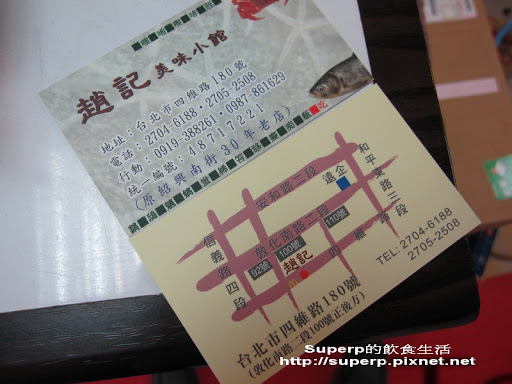 趙記美味小館
地址：台北市四維路180號
電話：2704-6188·2705-2508
行動：0919-388261·0987-861629
統一編號：48717221
（原紹興南街30年老店）
吃
安和路二段
遠企
和平東路三段
信義路四段
敦化南路二段
92號
100號
110號
趙記
四維路
TEL:2704-6188
2705-2508
台北市四維路180號
（敦化南路二段100號正後方）
Superp的飲食生活
http://superp.pixnet.net